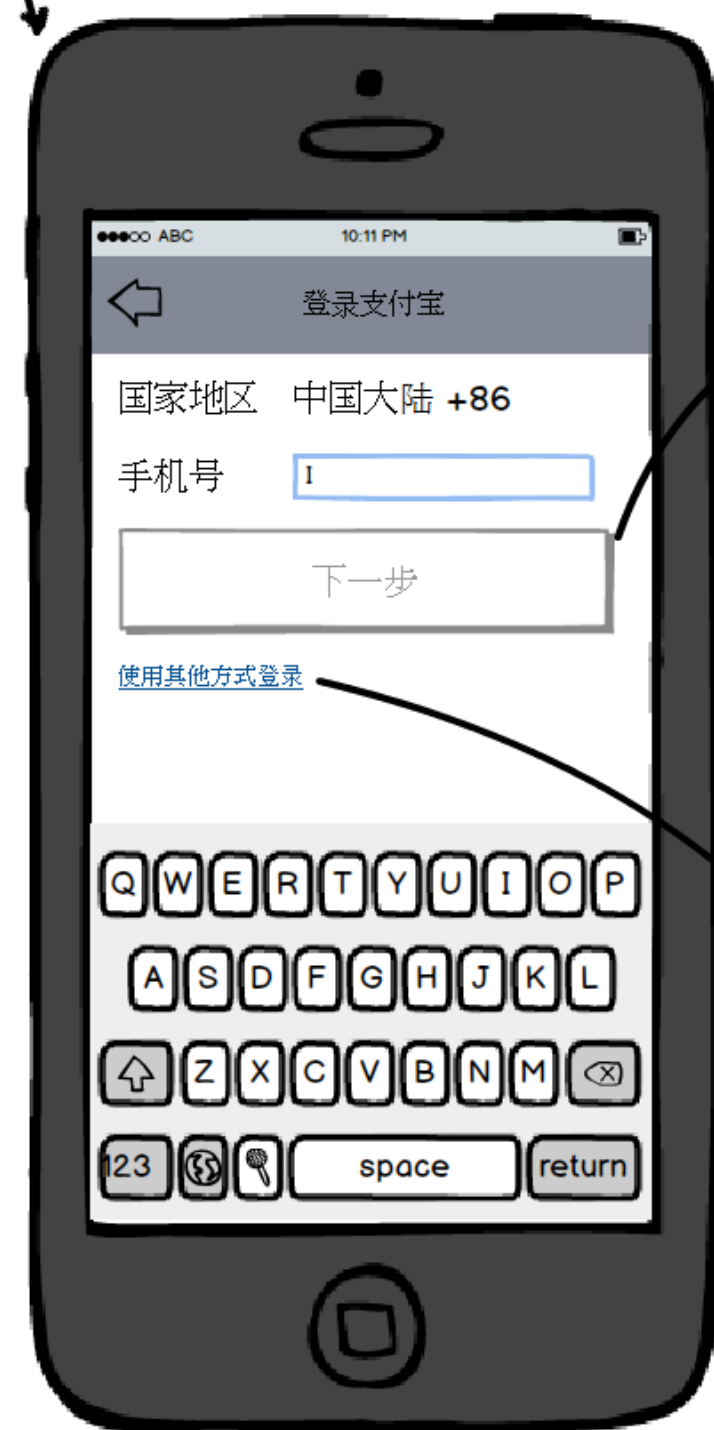 ABC 10:11 PM
登录支付宝
国家地区 中国大陆 +86
手机号 I
下一步
使用其他方式登录
Q W E R T Y U I O P
A S D F G H J K L
Z X C V B N M
123 space return